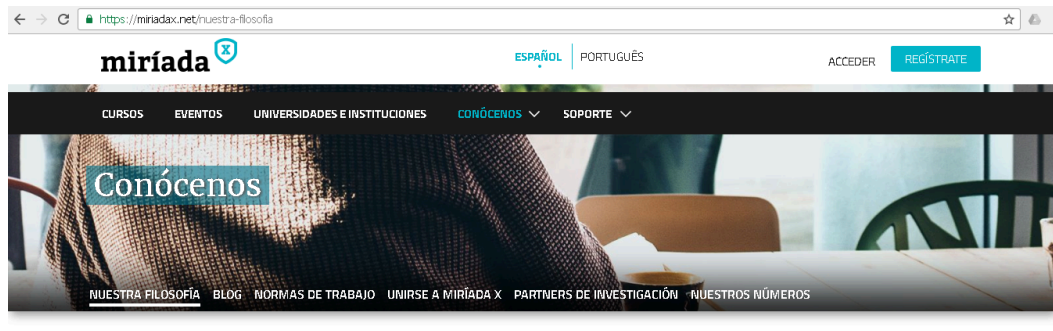 https://miriadax.net/nuestra-filosofia
miríada X
ESPAÑOL PORTUGUÊS
ACCEDER REGÍSTRATE
CURSOS EVENTOS UNIVERSIDADES E INSTITUCIONES CONÓCENOS SOPORTE
Conócenos
NUESTRA FILOSOFÍA BLOG NORMAS DE TRABAJO UNIRSE A MIRÍADA X PARTNERS DE INVESTIGACIÓN NUESTROS NÚMEROS